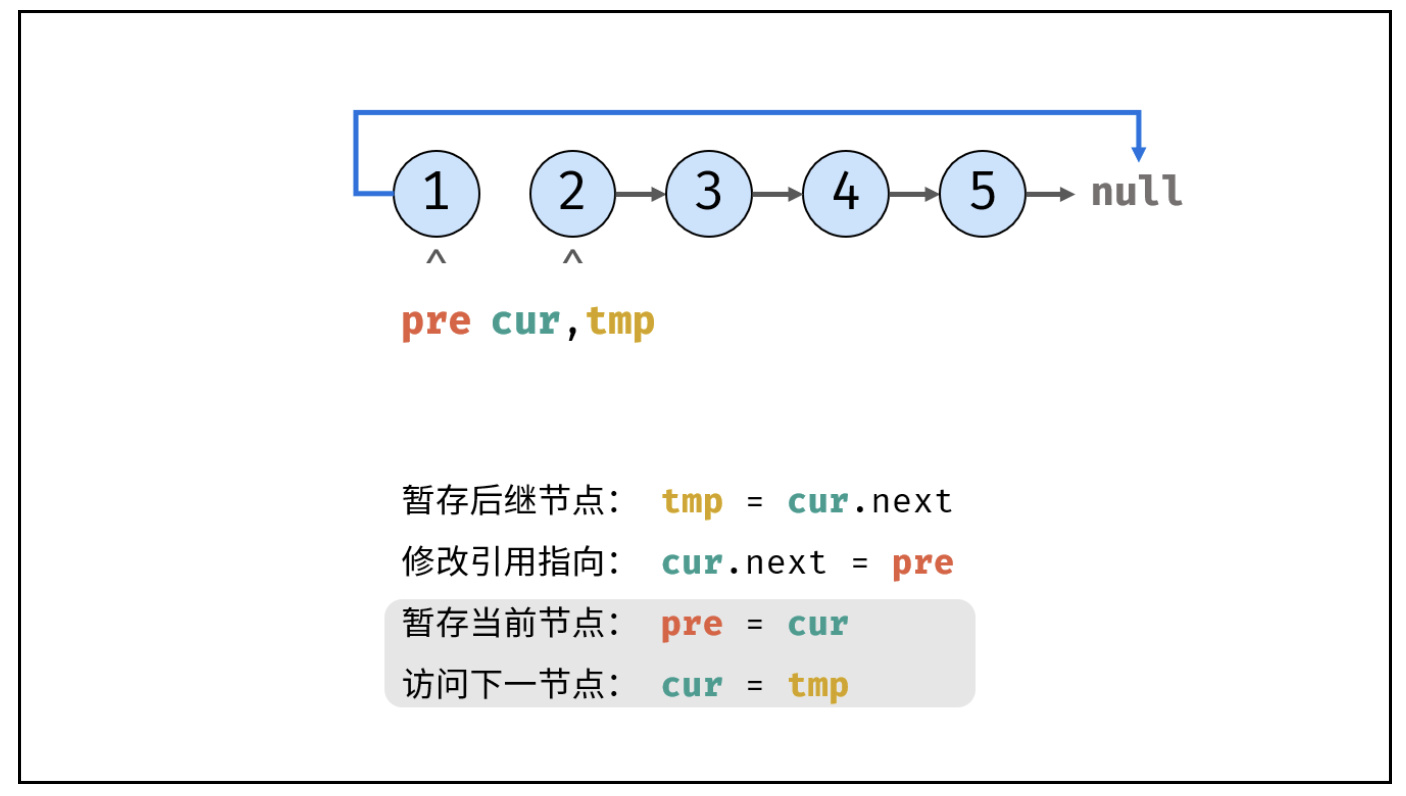 1 2 3 4 5 null
^ ^
pre cur,tmp
暂存后继节点： tmp = cur.next
修改引用指向： cur.next = pre
暂存当前节点： pre = cur
访问下一节点： cur = tmp